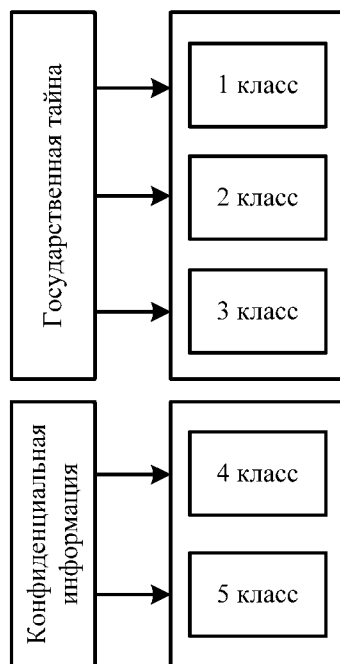 Государственная тайна
1 класс
2 класс
3 класс
Конфиденциальная
информация
4 класс
5 класс